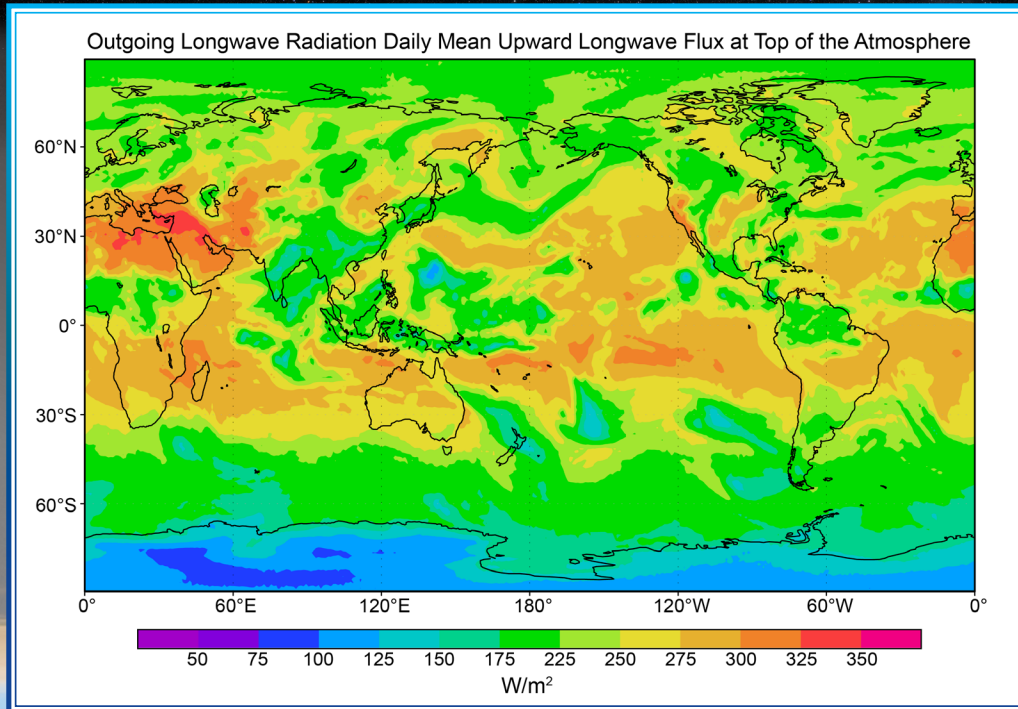 Outgoing Longwave Radiation Daily Mean Upward Longwave Flux at Top of the Atmosphere
60°N
30°N
0°
30°S
60°S
0° 60°E 120°E 180° 120°W 60°W 0°
50 75 100 125 150 175 225 250 275 300 325 350
W/m²